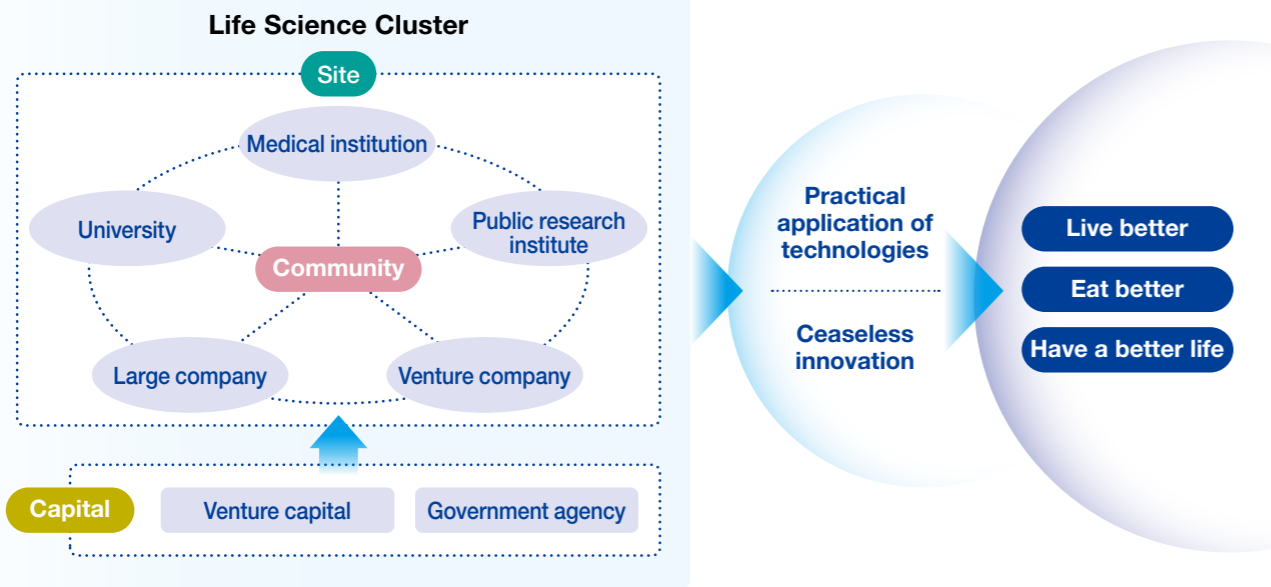 Life Science Cluster
Site
Medical institution
University
Public research
institute
Community
Large company
Venture company
Capital
Venture capital
Government agency
Practical
application of
technologies
Ceaseless
innovation
Live better
Eat better
Have a better life